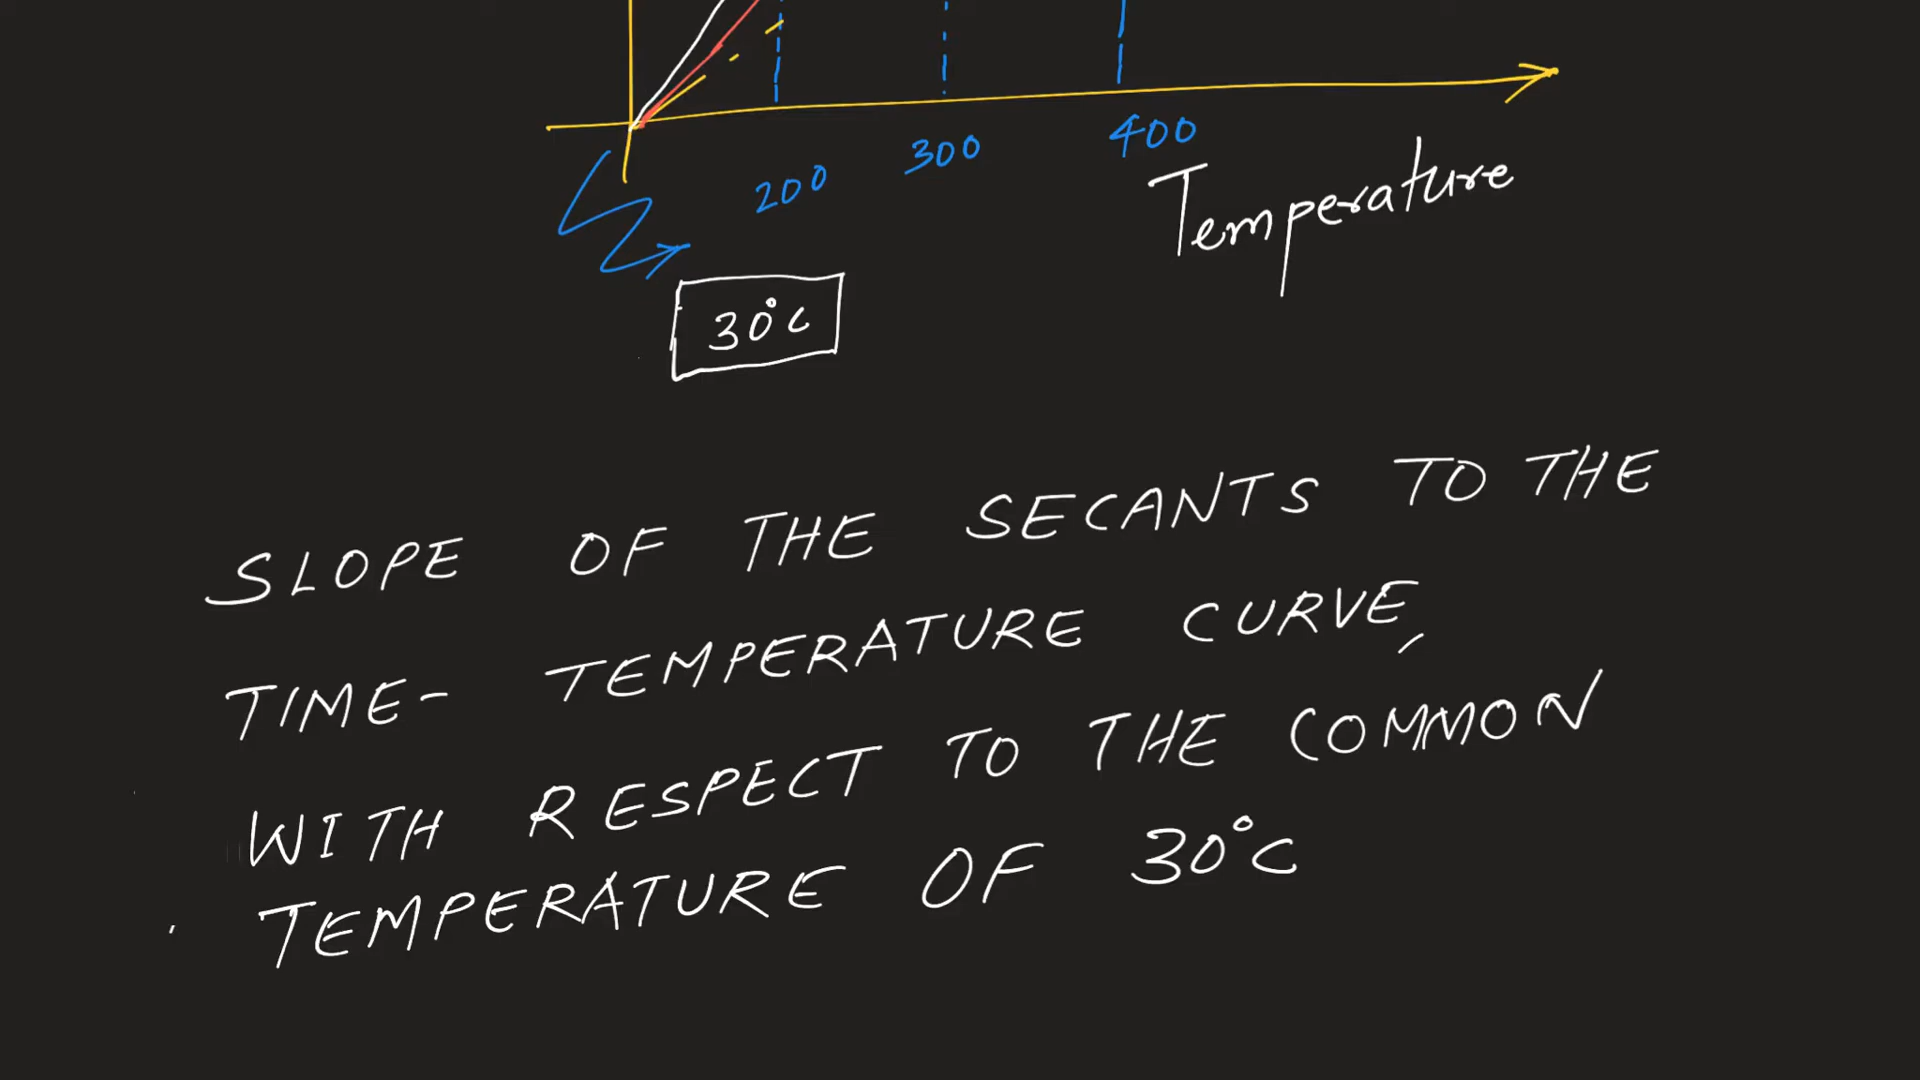 200 300 400
Temperature
30°C
SLOPE OF THE SECANTS TO THE
TIME- TEMPERATURE CURVE,
WITH RESPECT TO THE COMMON
TEMPERATURE OF 30°C